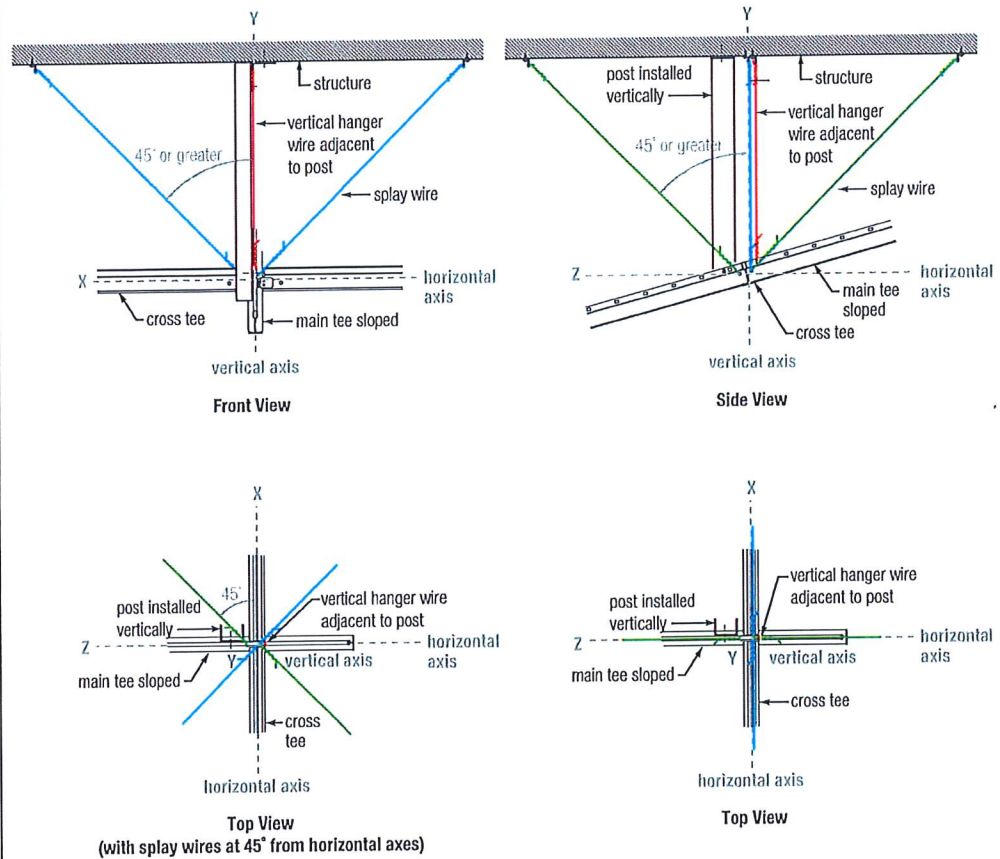 Y
structure
vertical hanger
wire adjacent
to post
45° or greater
splay wire
X
horizontal
axis
cross tee
main tee sloped
vertical axis
Front View
Y
post installed
vertically
structure
vertical hanger
wire adjacent
to post
45° or greater
splay wire
Z
horizontal
axis
main tee
sloped
cross tee
vertical axis
Side View
X
45°
post installed
vertically
vertical hanger wire
adjacent to post
Z
horizontal
axis
Y
vertical axis
main tee sloped
cross
tee
horizontal axis
Top View
(with splay wires at 45° from horizontal axes)
X
post installed
vertically
vertical hanger wire
adjacent to post
Z
horizontal
axis
Y
vertical axis
main tee sloped
cross tee
horizontal axis
Top View